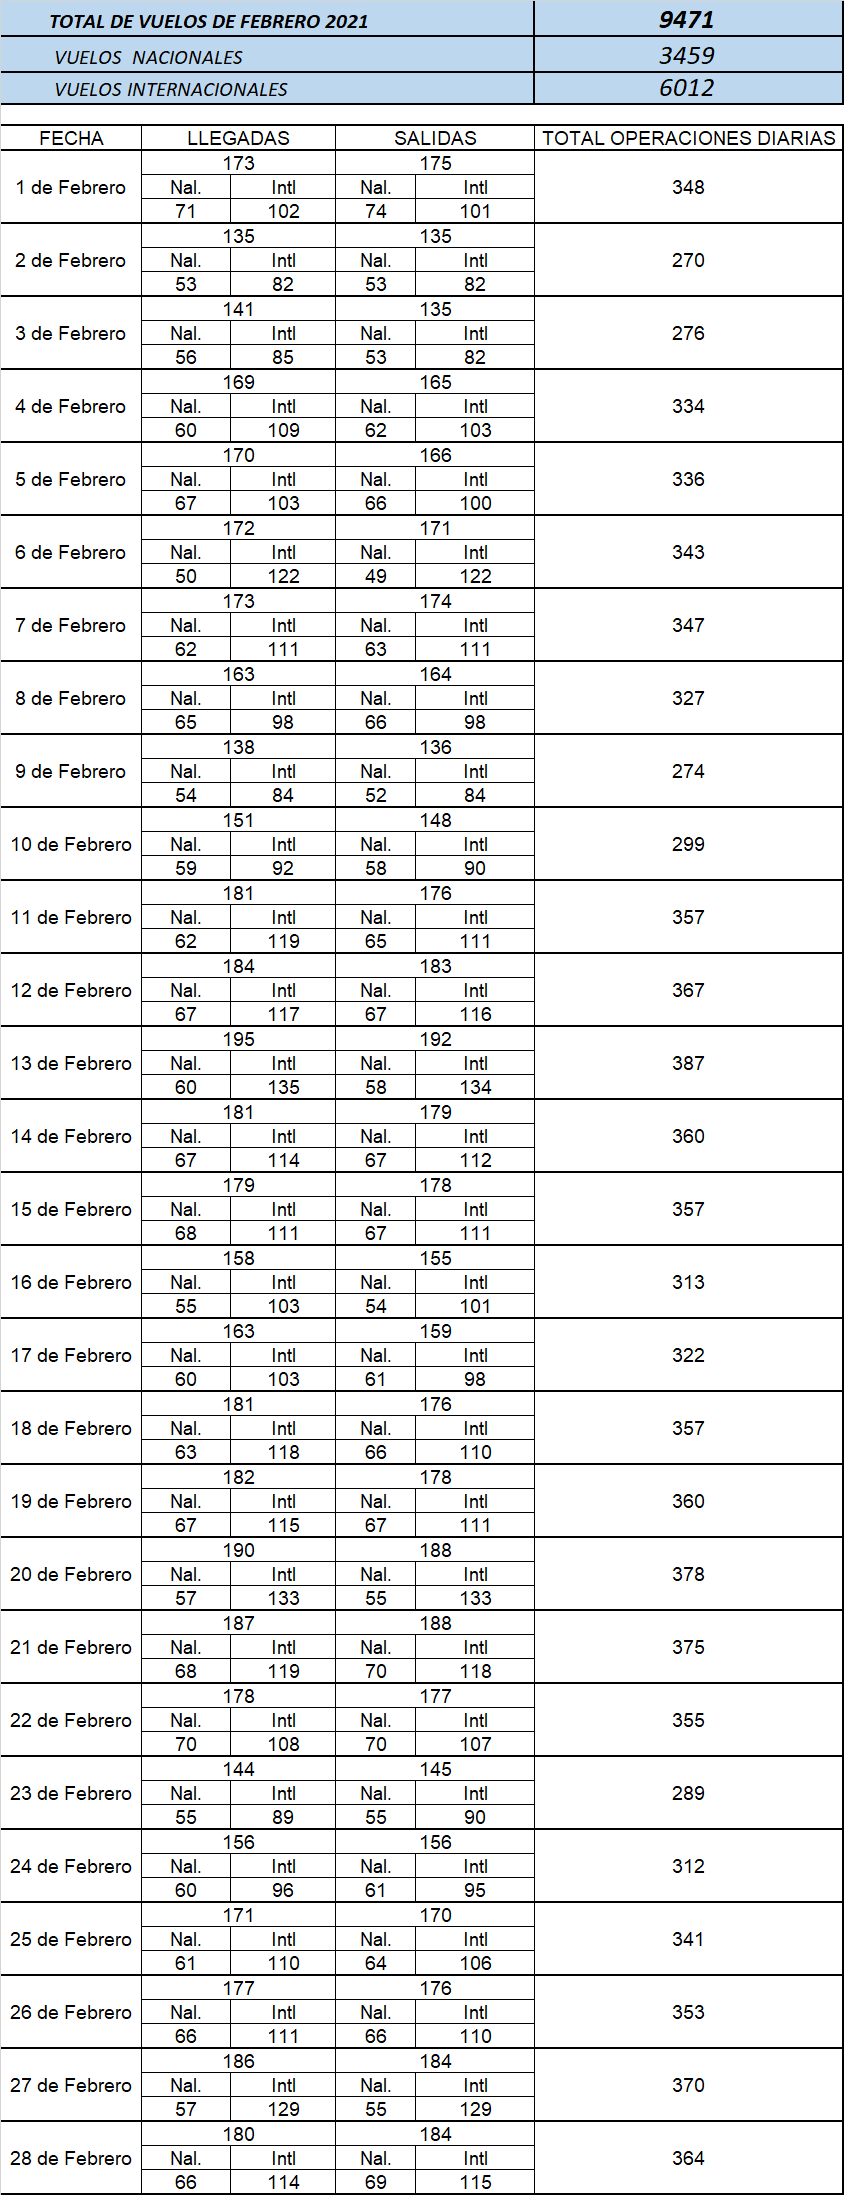 TOTAL DE VUELOS DE FEBRERO 2021 9471
VUELOS NACIONALES 3459
VUELOS INTERNACIONALES 6012
FECHA LLEGADAS SALIDAS TOTAL OPERACIONES DIARIAS
173 175
Nal. Intl Nal. Intl
1 de Febrero 348
71 102 74 101
135 135
Nal. Intl Nal. Intl
2 de Febrero 270
53 82 53 82
141 135
Nal. Intl Nal. Intl
3 de Febrero 276
56 85 53 82
169 165
Nal. Intl Nal. Intl
4 de Febrero 334
60 109 62 103
170 166
Nal. Intl Nal. Intl
5 de Febrero 336
67 103 66 100
172 171
Nal. Intl Nal. Intl
6 de Febrero 343
50 122 49 122
173 174
Nal. Intl Nal. Intl
7 de Febrero 347
62 111 63 111
163 164
Nal. Intl Nal. Intl
8 de Febrero 327
65 98 66 98
138 136
Nal. Intl Nal. Intl
9 de Febrero 274
54 84 52 84
151 148
Nal. Intl Nal. Intl
10 de Febrero 299
59 92 58 90
181 176
Nal. Intl Nal. Intl
11 de Febrero 357
62 119 65 111
184 183
Nal. Intl Nal. Intl
12 de Febrero 367
67 117 67 116
195 192
Nal. Intl Nal. Intl
13 de Febrero 387
60 135 58 134
181 179
Nal. Intl Nal. Intl
14 de Febrero 360
67 114 67 112
179 178
Nal. Intl Nal. Intl
15 de Febrero 357
68 111 67 111
158 155
Nal. Intl Nal. Intl
16 de Febrero 313
55 103 54 101
163 159
Nal. Intl Nal. Intl
17 de Febrero 322
60 103 61 98
181 176
Nal. Intl Nal. Intl
18 de Febrero 357
63 118 66 110
182 178
Nal. Intl Nal. Intl
19 de Febrero 360
67 115 67 111
190 188
Nal. Intl Nal. Intl
20 de Febrero 378
57 133 55 133
187 188
Nal. Intl Nal. Intl
21 de Febrero 375
68 119 70 118
178 177
Nal. Intl Nal. Intl
22 de Febrero 355
70 108 70 107
144 145
Nal. Intl Nal. Intl
23 de Febrero 289
55 89 55 90
156 156
Nal. Intl Nal. Intl
24 de Febrero 312
60 96 61 95
171 170
Nal. Intl Nal. Intl
25 de Febrero 341
61 110 64 106
177 176
Nal. Intl Nal. Intl
26 de Febrero 353
66 111 66 110
186 184
Nal. Intl Nal. Intl
27 de Febrero 370
57 129 55 129
180 184
Nal. Intl Nal. Intl
28 de Febrero 364
66 114 69 115